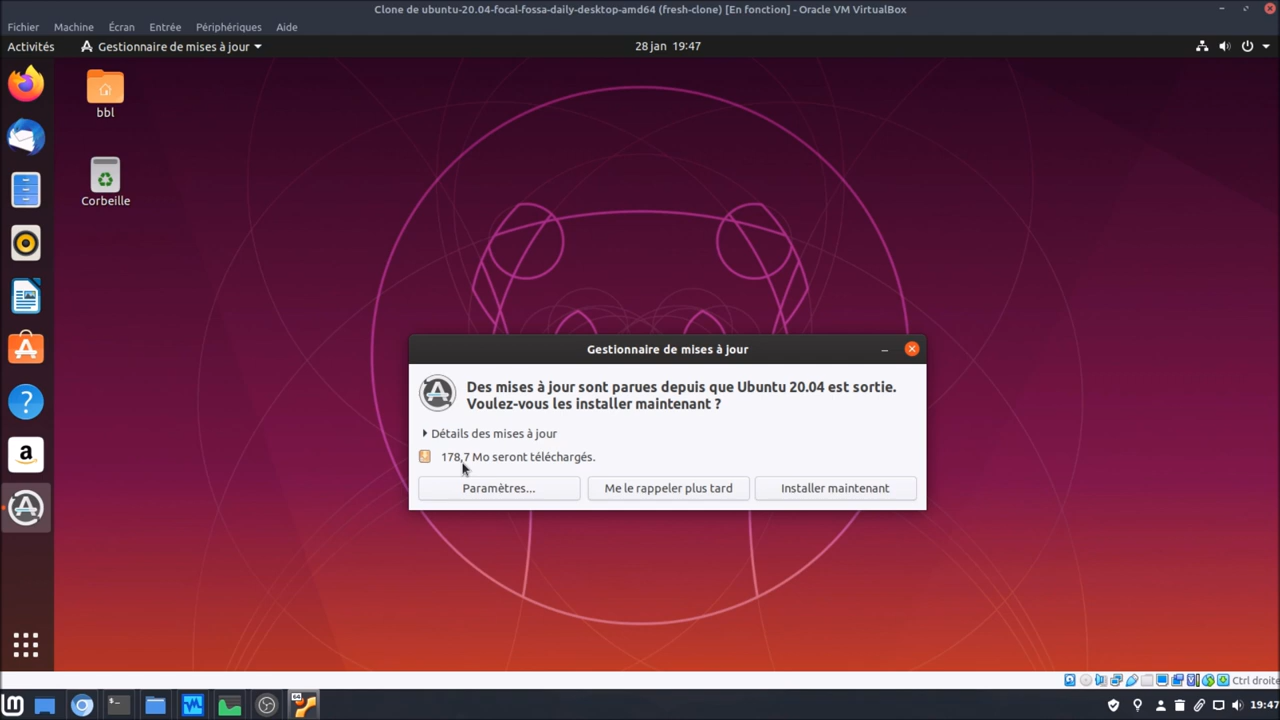 Clone de ubuntu-20.04-focal-fossa-daily-desktop-amd64 (fresh-clone) [En fonction] - Oracle VM VirtualBox
Fichier Machine Écran Entrée Périphériques Aide
Activités Gestionnaire de mises à jour 28 jan 19:47
bbl
Corbeille
Gestionnaire de mises à jour
Des mises à jour sont parues depuis que Ubuntu 20.04 est sortie.
Voulez-vous les installer maintenant ?
Détails des mises à jour
178,7 Mo seront téléchargés.
Paramètres... Me le rappeler plus tard Installer maintenant
Ctrl droite
64
19:47